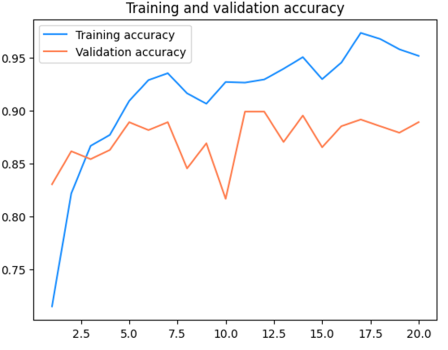 Training and validation accuracy
Training accuracy
Validation accuracy
0.95
0.90
0.85
0.80
0.75
2.5 5.0 7.5 10.0 12.5 15.0 17.5 20.0